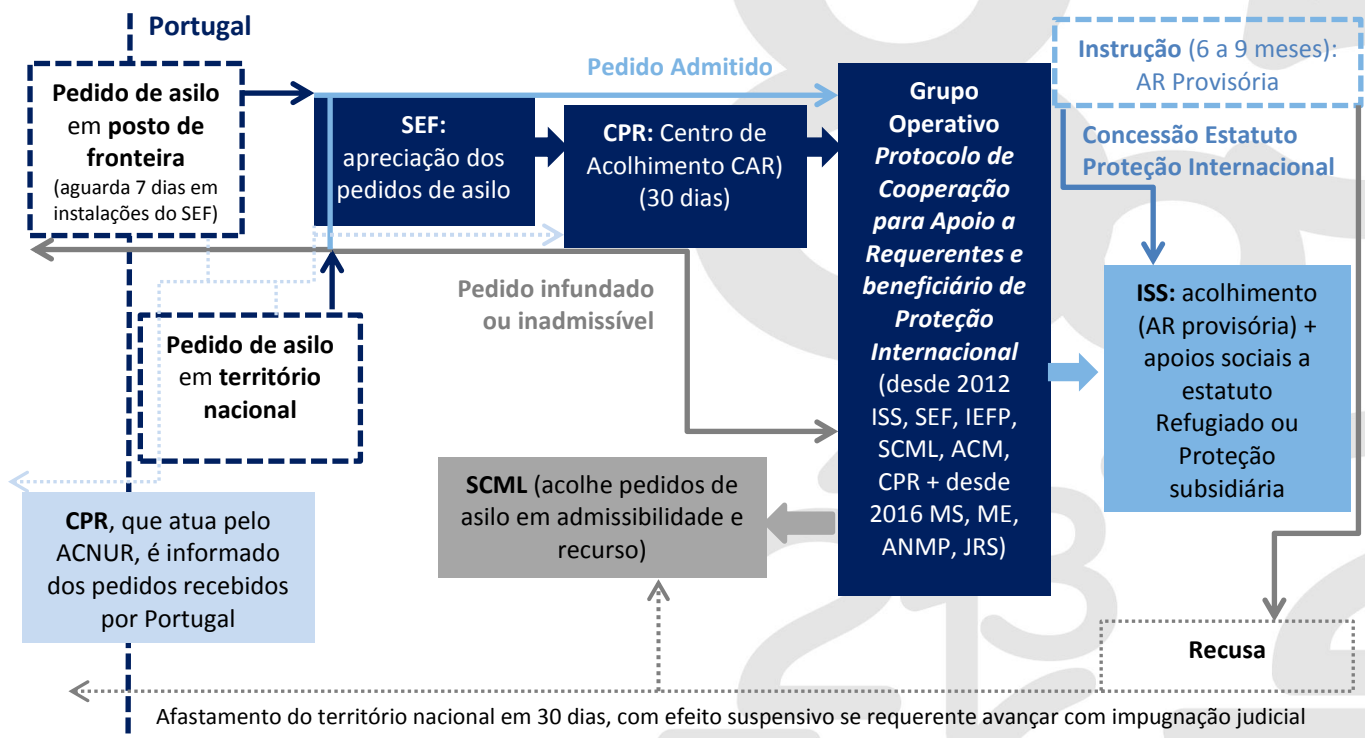 Portugal
Pedido de asilo
em posto de
fronteira
(aguarda 7 dias em
instalações do SEF)
Pedido Admitido
SEF:
apreciação dos
pedidos de asilo
CPR: Centro de
Acolhimento CAR)
(30 dias)
Grupo
Operativo
Protocolo de
Cooperação
para Apoio a
Requerentes e
beneficiário de
Proteção
Internacional
(desde 2012
ISS, SEF, IEFP,
SCML, ACM,
CPR + desde
2016 MS, ME,
ANMP, JRS)
Instrução (6 a 9 meses):
AR Provisória
Concessão Estatuto
Proteção Internacional
ISS: acolhimento
(AR provisória) +
apoios sociais a
estatuto
Refugiado ou
Proteção
subsidiária
Pedido infundado
ou inadmissível
Pedido de asilo
em território
nacional
SCML (acolhe pedidos de
asilo em admissibilidade e
recurso)
CPR, que atua pelo
ACNUR, é informado
dos pedidos recebidos
por Portugal
Recusa
Afastamento do território nacional em 30 dias, com efeito suspensivo se requerente avançar com impugnação judicial